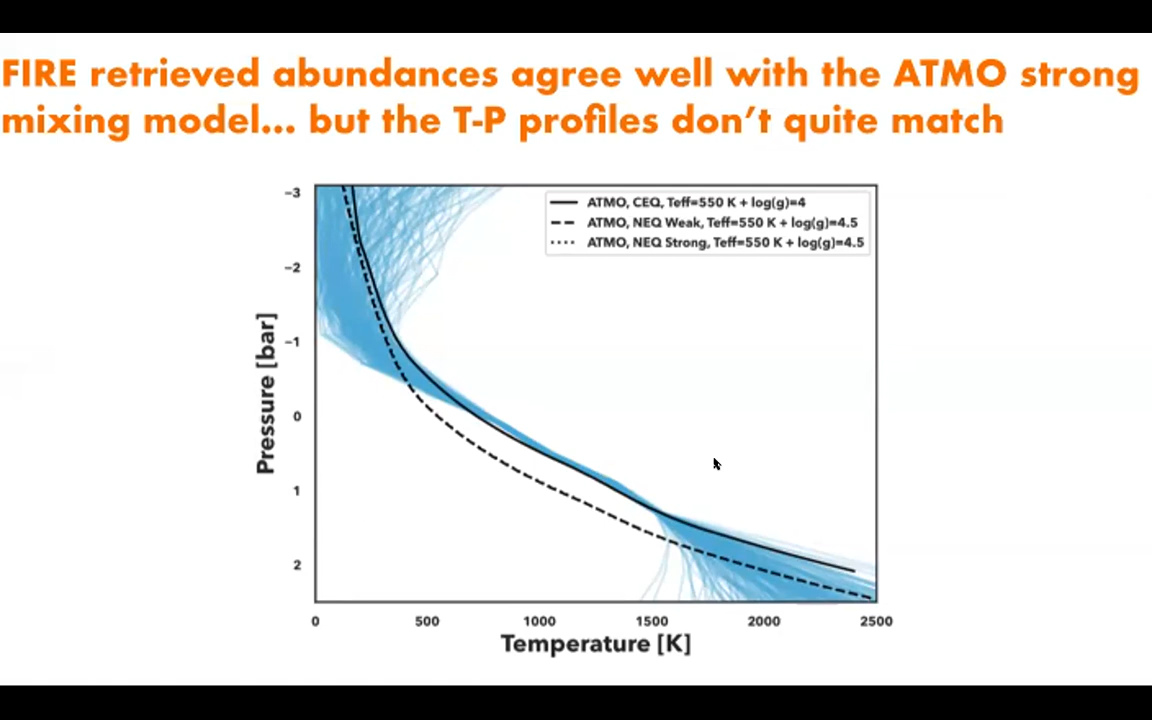 FIRE retrieved abundances agree well with the ATMO strong
mixing model... but the T-P profiles don't quite match
ATMO, CEQ, Teff=550 K + log(g)=4
ATMO, NEQ Weak, Teff=550 K + log(g)=4.5
ATMO, NEQ Strong, Teff=550 K + log(g)=4.5
Pressure [bar]
−3
−2
−1
0
1
2
0 500 1000 1500 2000 2500
Temperature [K]